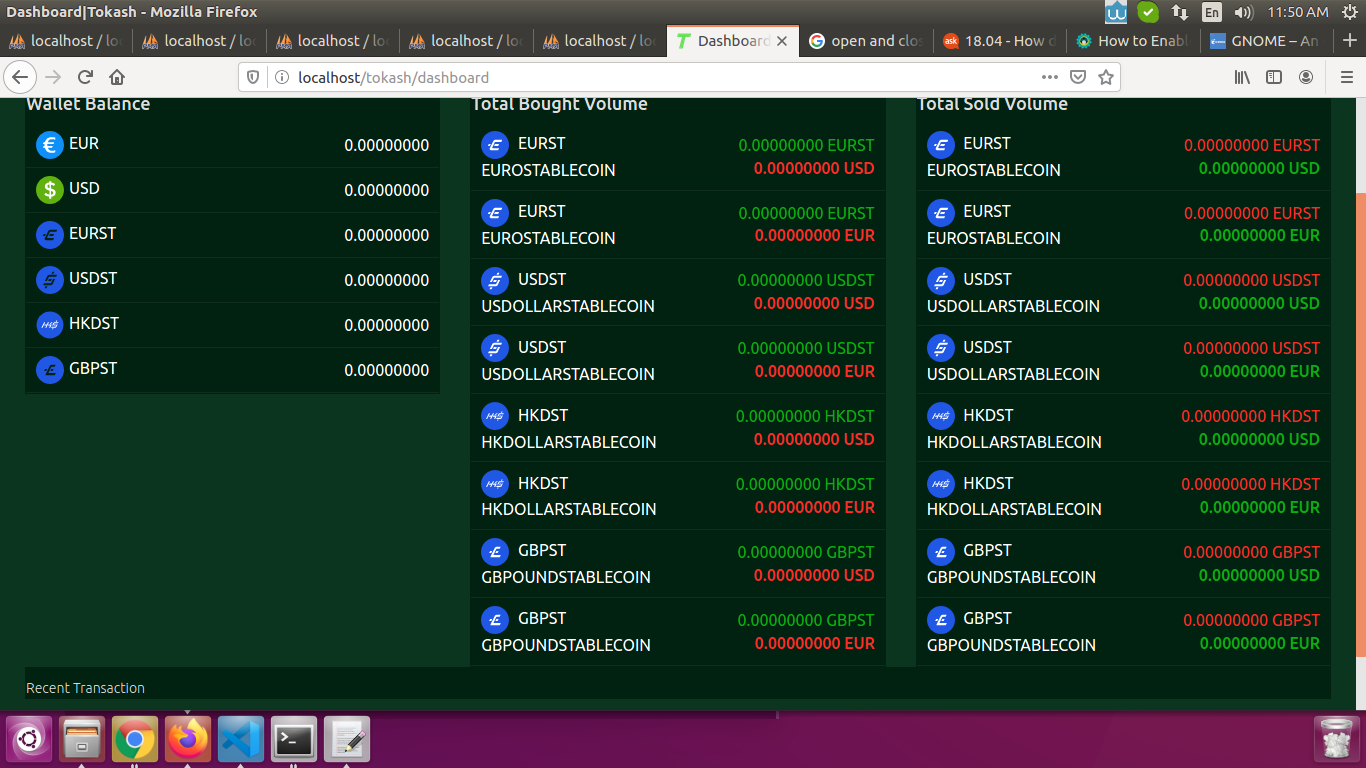 Dashboard|Tokash - Mozilla Firefox
En
11:50 AM
localhost / lo
localhost / lo
localhost / lo
localhost / lo
localhost / lo
Dashboard
open and clos
18.04 - How d
How to Enabl
GNOME – An
localhost/tokash/dashboard
Wallet Balance
EUR 0.00000000
USD 0.00000000
EURST 0.00000000
USDST 0.00000000
HKDST 0.00000000
GBPST 0.00000000
Total Bought Volume
EURST 0.00000000 EURST
EUROSTABLECOIN 0.00000000 USD
EURST 0.00000000 EURST
EUROSTABLECOIN 0.00000000 EUR
USDST 0.00000000 USDST
USDOLLARSTABLECOIN 0.00000000 USD
USDST 0.00000000 USDST
USDOLLARSTABLECOIN 0.00000000 EUR
HKDST 0.00000000 HKDST
HKDOLLARSTABLECOIN 0.00000000 USD
HKDST 0.00000000 HKDST
HKDOLLARSTABLECOIN 0.00000000 EUR
GBPST 0.00000000 GBPST
GBPOUNDSTABLECOIN 0.00000000 USD
GBPST 0.00000000 GBPST
GBPOUNDSTABLECOIN 0.00000000 EUR
Total Sold Volume
EURST 0.00000000 EURST
EUROSTABLECOIN 0.00000000 USD
EURST 0.00000000 EURST
EUROSTABLECOIN 0.00000000 EUR
USDST 0.00000000 USDST
USDOLLARSTABLECOIN 0.00000000 USD
USDST 0.00000000 USDST
USDOLLARSTABLECOIN 0.00000000 EUR
HKDST 0.00000000 HKDST
HKDOLLARSTABLECOIN 0.00000000 USD
HKDST 0.00000000 HKDST
HKDOLLARSTABLECOIN 0.00000000 EUR
GBPST 0.00000000 GBPST
GBPOUNDSTABLECOIN 0.00000000 USD
GBPST 0.00000000 GBPST
GBPOUNDSTABLECOIN 0.00000000 EUR
Recent Transaction